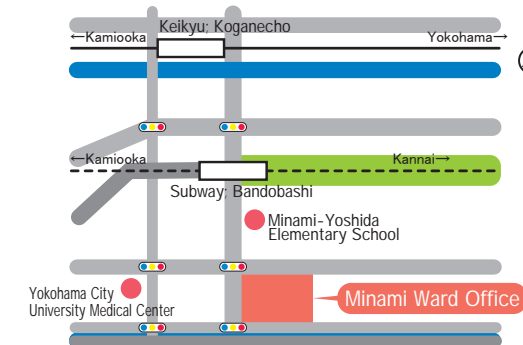 Keikyu; Koganecho
←Kamiooka
Yokohama→
←Kamiooka
Kannai→
Subway; Bandobashi
Minami-Yoshida
Elementary School
Yokohama City
University Medical Center
Minami Ward Office